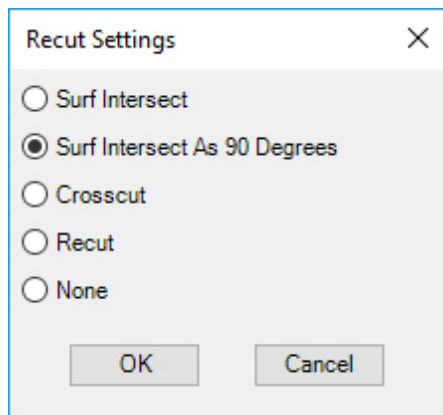 Recut Settings
Surf Intersect
Surf Intersect As 90 Degrees
Crosscut
Recut
None
OK Cancel